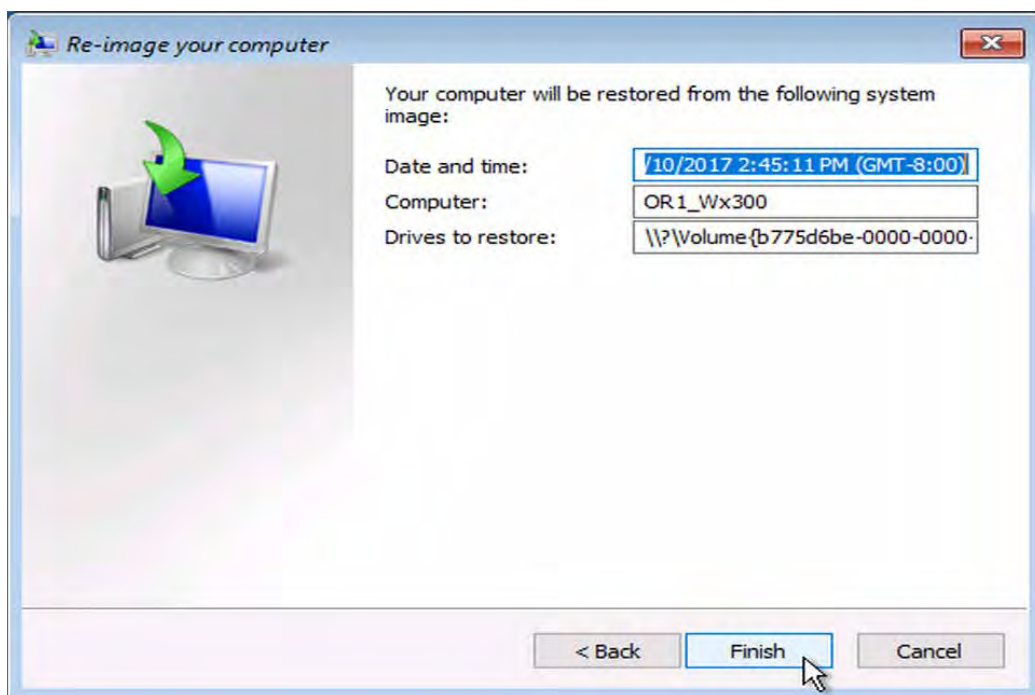 Re-image your computer
Your computer will be restored from the following system
image:
Date and time: /10/2017 2:45:11 PM (GMT-8:00)
Computer: OR1_Wx300
Drives to restore: \\?\Volume{b775d6be-0000-0000-
< Back Finish Cancel